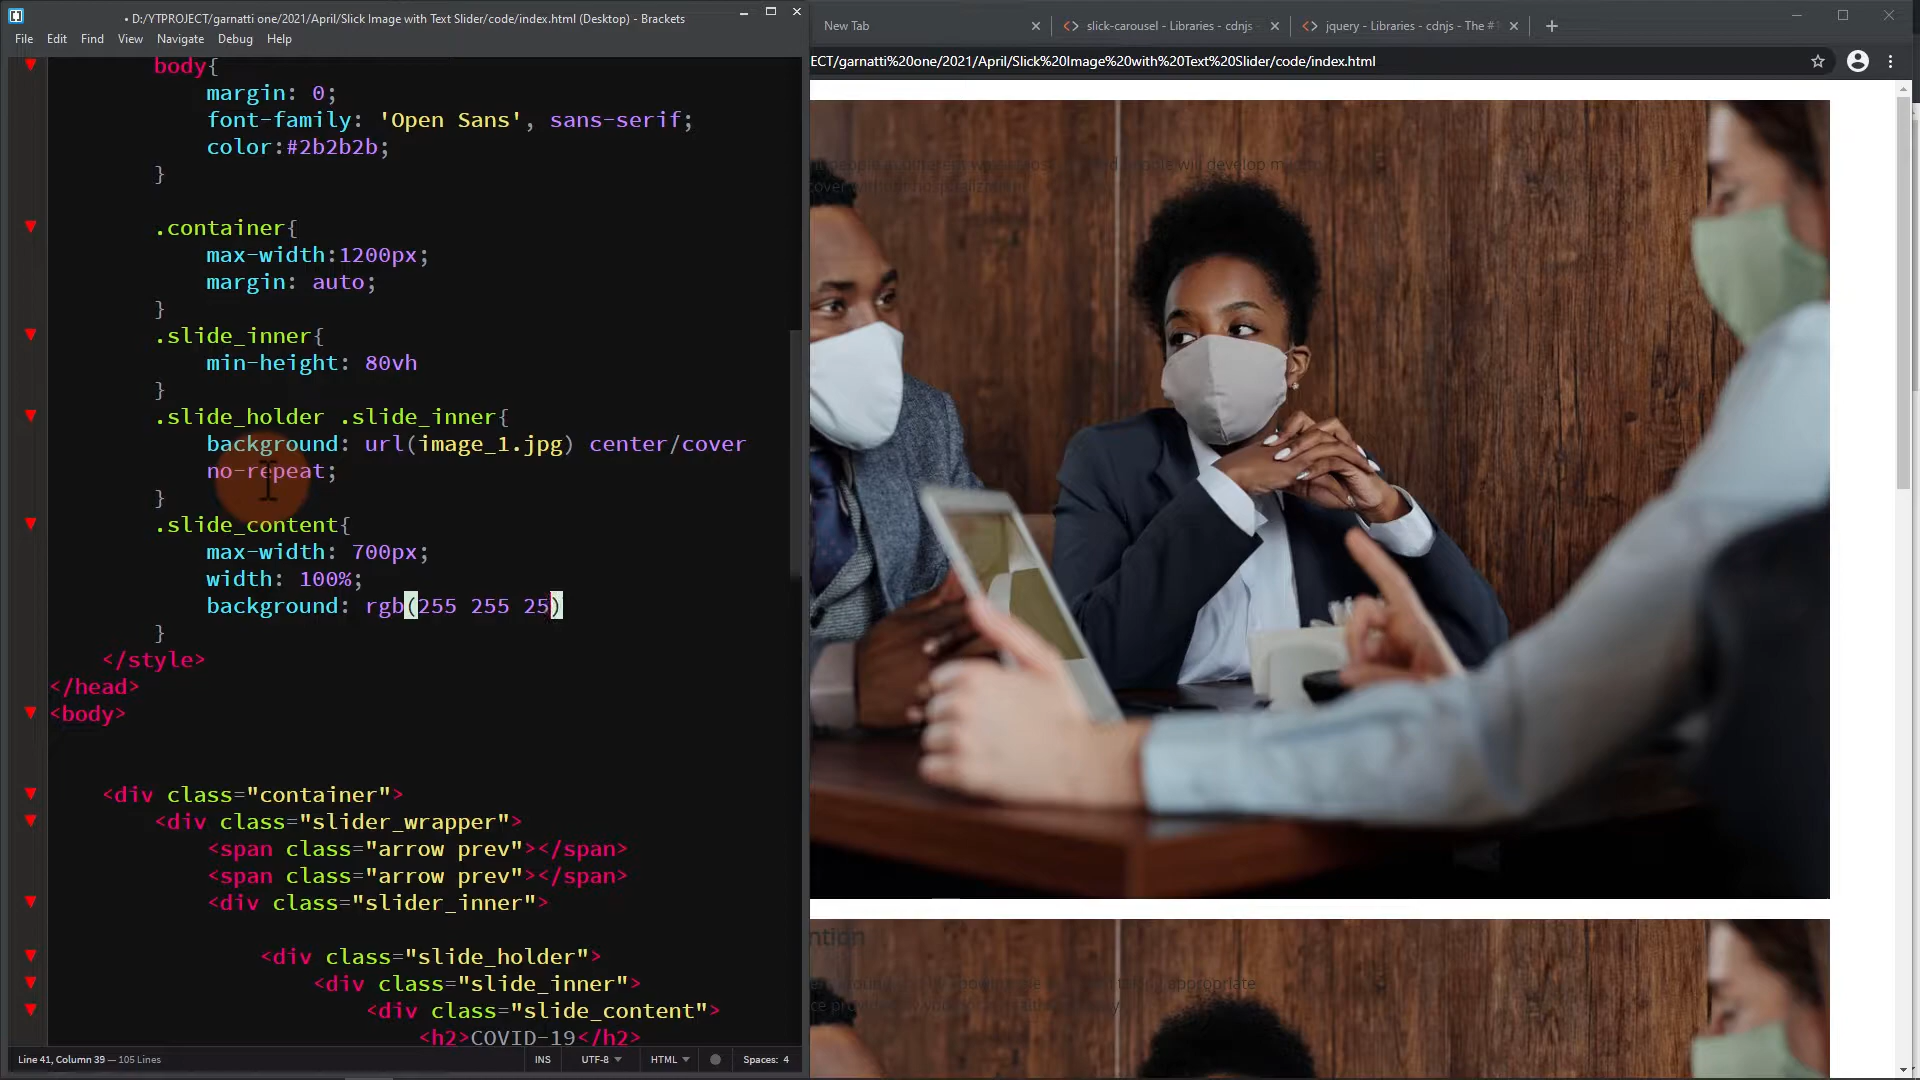 • D:/YTPROJECT/garnatti one/2021/April/Slick Image with Text Slider/code/index.html (Desktop) - Brackets
File Edit Find View Navigate Debug Help
body{
margin: 0;
font-family: 'Open Sans', sans-serif;
color:#2b2b2b;
}
.container{
max-width:1200px;
margin: auto;
}
.slide_inner{
min-height: 80vh
}
.slide_holder .slide_inner{
background: url(image_1.jpg) center/cover
no-repeat;
}
.slide_content{
max-width: 700px;
width: 100%;
background: rgb(255 255 25)
}
</style>
</head>
<body>
<div class="container">
<div class="slider_wrapper">
<span class="arrow prev"></span>
<span class="arrow prev"></span>
<div class="slider_inner">
<div class="slide_holder">
<div class="slide_inner">
<div class="slide_content">
<h2>COVID-19</h2>
Line 41, Column 39 — 105 Lines
INS UTF-8 HTML Spaces: 4
New Tab
slick-carousel - Libraries - cdnjs
jquery - Libraries - cdnjs - The #
ECT/garnatti%20one/2021/April/Slick%20Image%20with%20Text%20Slider/code/index.html
people will develop
ntion